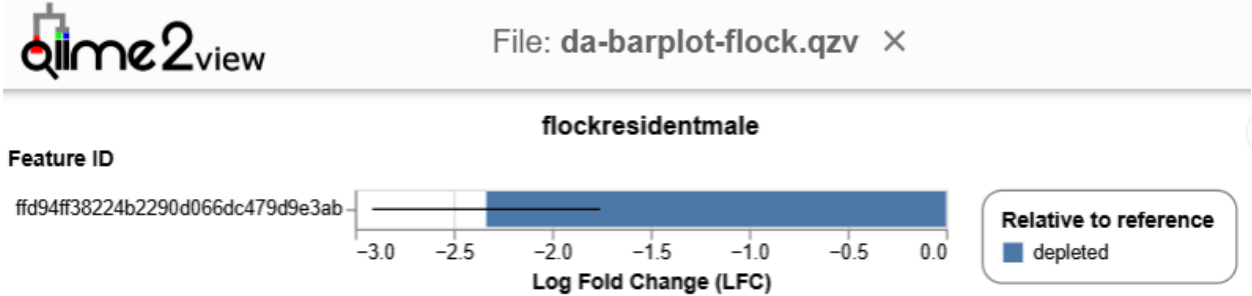 qiime2view
File: da-barplot-flock.qzv ×
flockresidentmale
Feature ID
ffd94ff38224b2290d066dc479d9e3ab
−3.0 −2.5 −2.0 −1.5 −1.0 −0.5 0.0
Log Fold Change (LFC)
Relative to reference
depleted